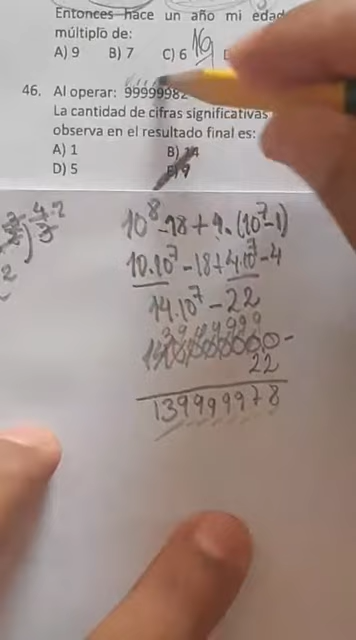 Entonces hace un año mi edad
múltiplo de:
A) 9 B) 7 C) 6
46. Al operar: 99999982
La cantidad de cifras significativas
observa en el resultado final es:
A) 1 B) 14
D) 5 E) 9
10⁸-18+4.(10⁷-1)
10.10⁷-18+4.10⁷-4
14.10⁷-22
22
139999978